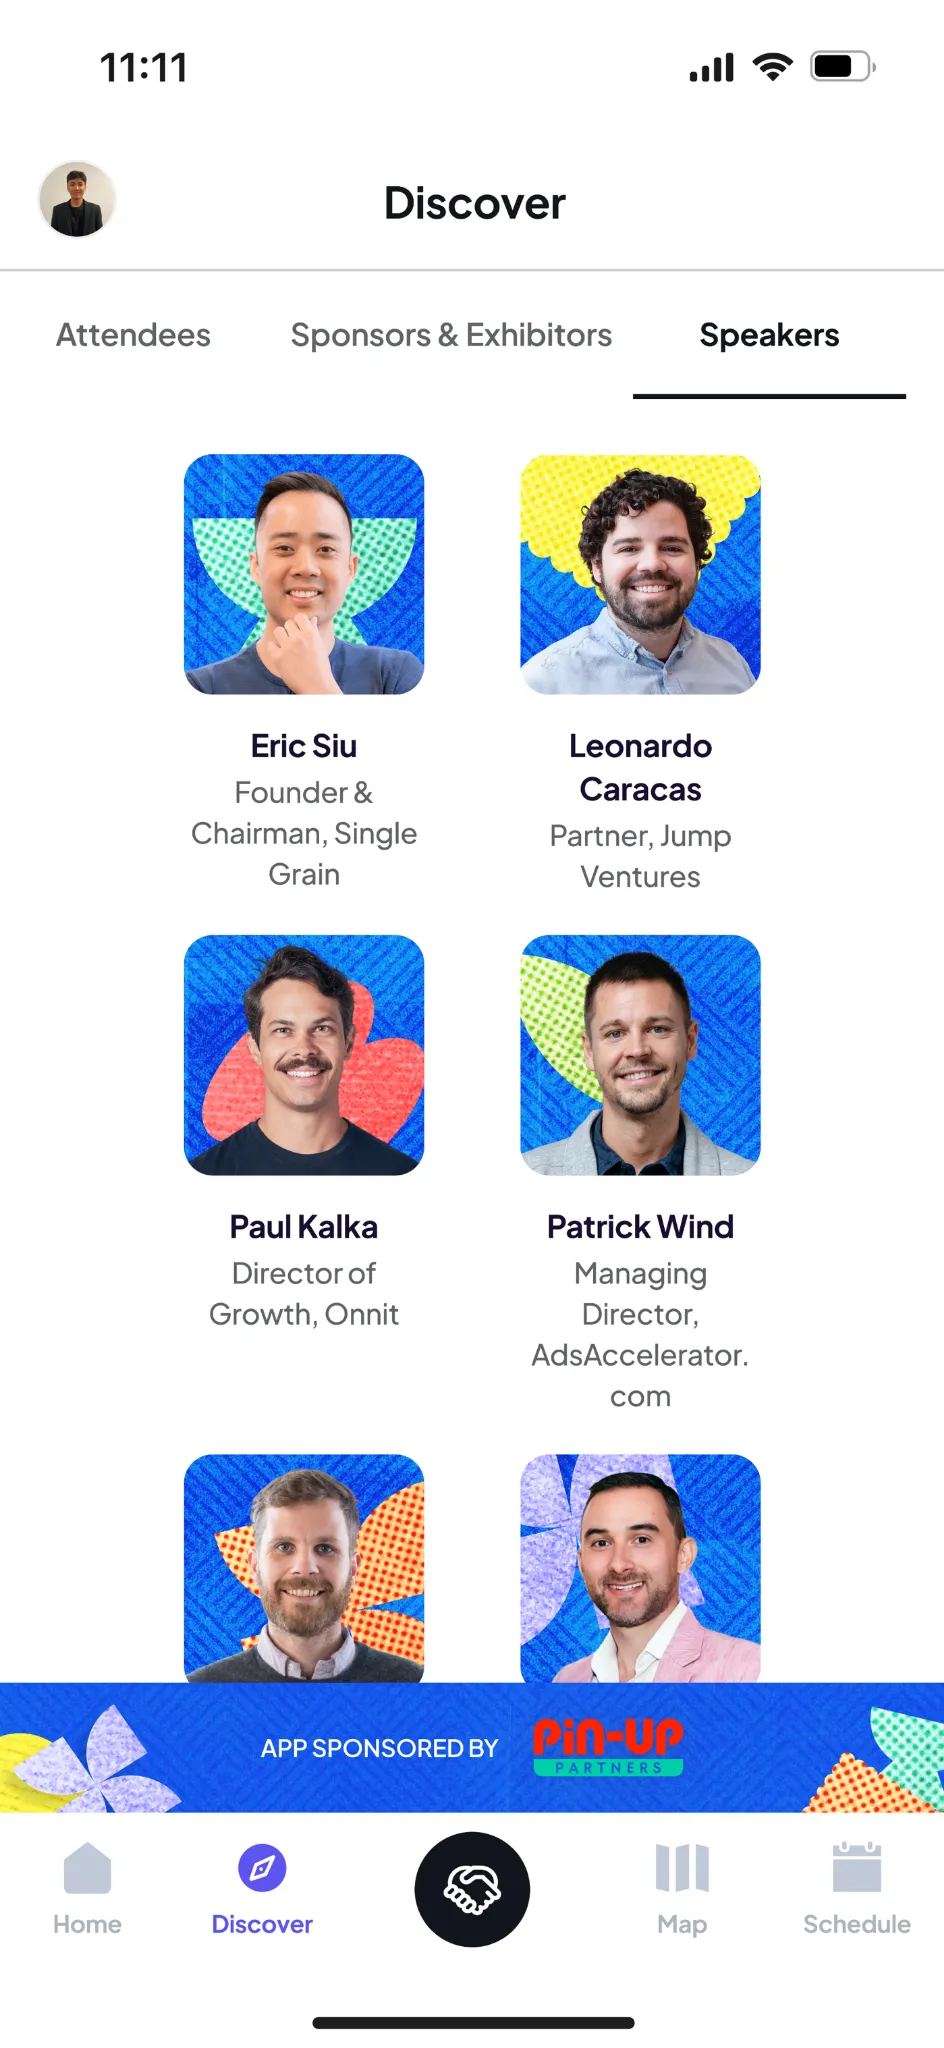 11:11
Discover
Attendees
Sponsors & Exhibitors
Speakers
Eric Siu
Founder &
Chairman, Single
Grain
Leonardo
Caracas
Partner, Jump
Ventures
Paul Kalka
Director of
Growth, Onnit
Patrick Wind
Managing
Director,
AdsAccelerator.
com
APP SPONSORED BY
PIN-UP
PARTNERS
Home
Discover
Map
Schedule